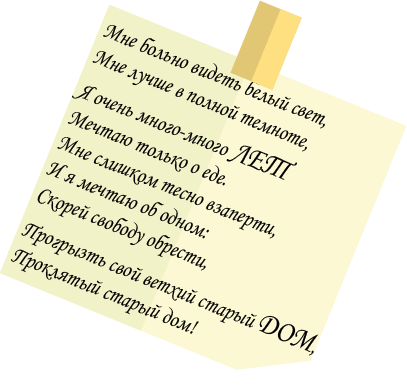 Мне больно видеть белый свет,
Мне лучше в полной темноте,
Я очень много-много ЛЕТ
Мечтаю только о еде.
Мне слишком тесно взаперти,
И я мечтаю об одном:
Скорей свободу обрести,
Прогрызть свой ветхий старый ДОМ,
Проклятый старый дом!